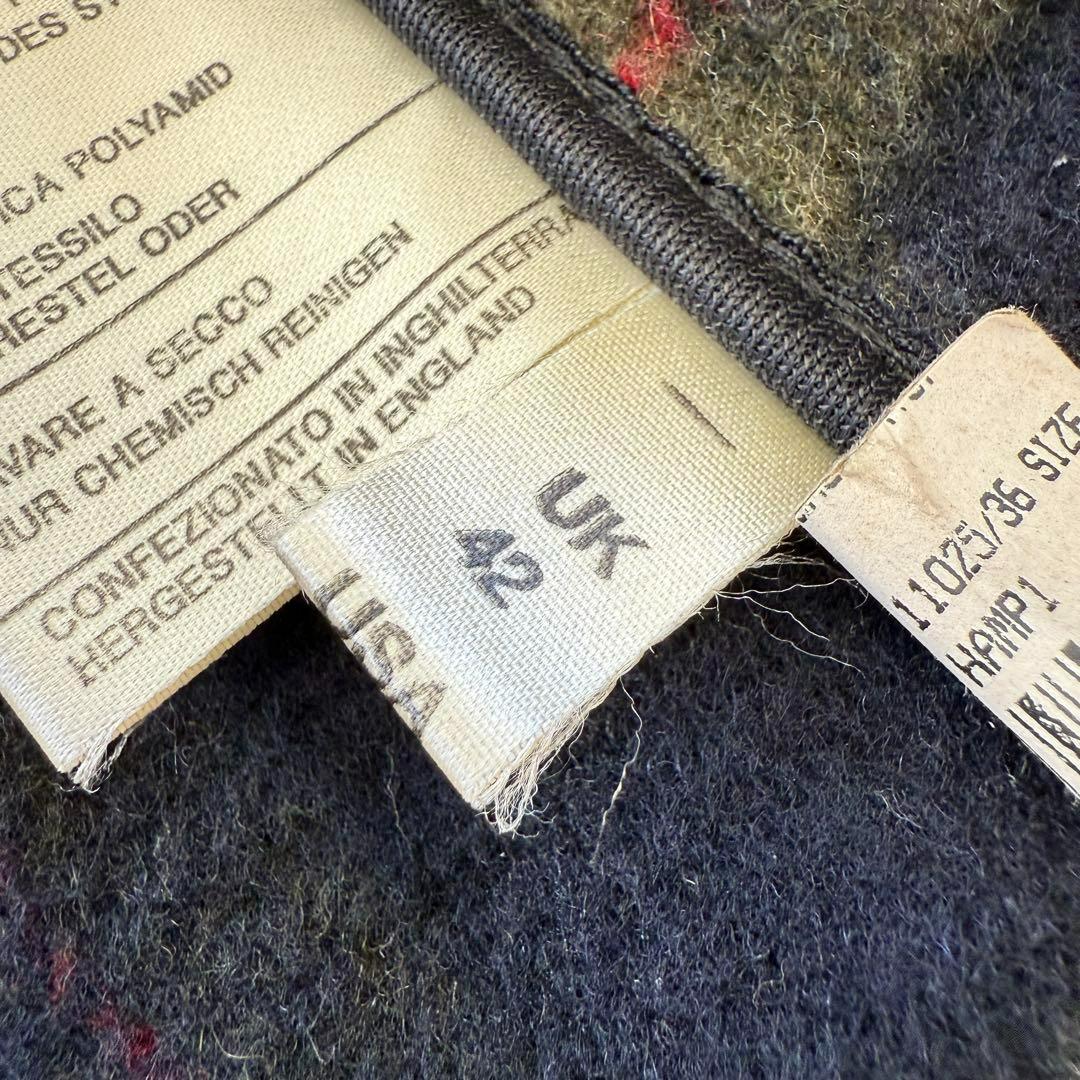 DES
ICA POLYAMID
TESSILO
RESTEL ODER
VARE A SECCO
NUR CHEMISCH REINIGEN
CONFEZIONATO IN INGHILTERRA
HERGESTELLT IN ENGLAND
UK
42
USA
11025/36 SIZE
HAMP1